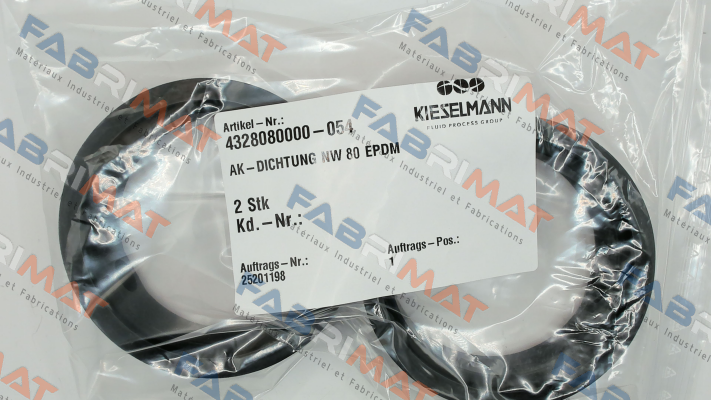 KIESELMANN
FLUID PROCESS GROUP
Artikel-Nr.:
4328080000-054
AK-DICHTUNG NW 80 EPDM
2 Stk
Kd.-Nr.:
Auftrags-Nr.:
25201198
Auftrags-Pos.:
1
FABRIMAT
Matériaux Industriel et Fabrications